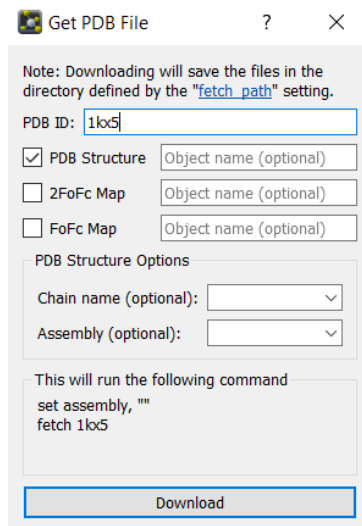 Get PDB File ? ×
Note: Downloading will save the files in the
directory defined by the "fetch_path" setting.
PDB ID: 1kx5
PDB Structure Object name (optional)
2FoFc Map Object name (optional)
FoFc Map Object name (optional)
PDB Structure Options
Chain name (optional):
Assembly (optional):
This will run the following command
set assembly, ""
fetch 1kx5
Download